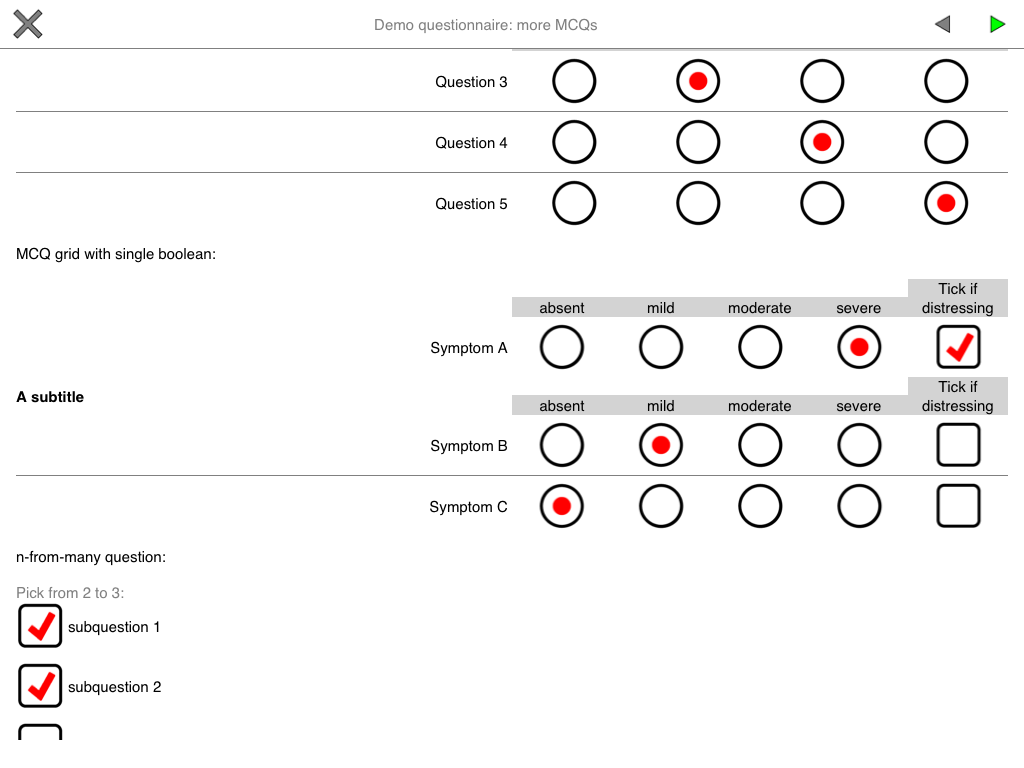 Demo questionnaire: more MCQs
Question 3
Question 4
Question 5
MCQ grid with single boolean:
Tick if
absent mild moderate severe distressing
Symptom A
Tick if
A subtitle
absent mild moderate severe distressing
Symptom B
Symptom C
n-from-many question:
Pick from 2 to 3:
subquestion 1
subquestion 2